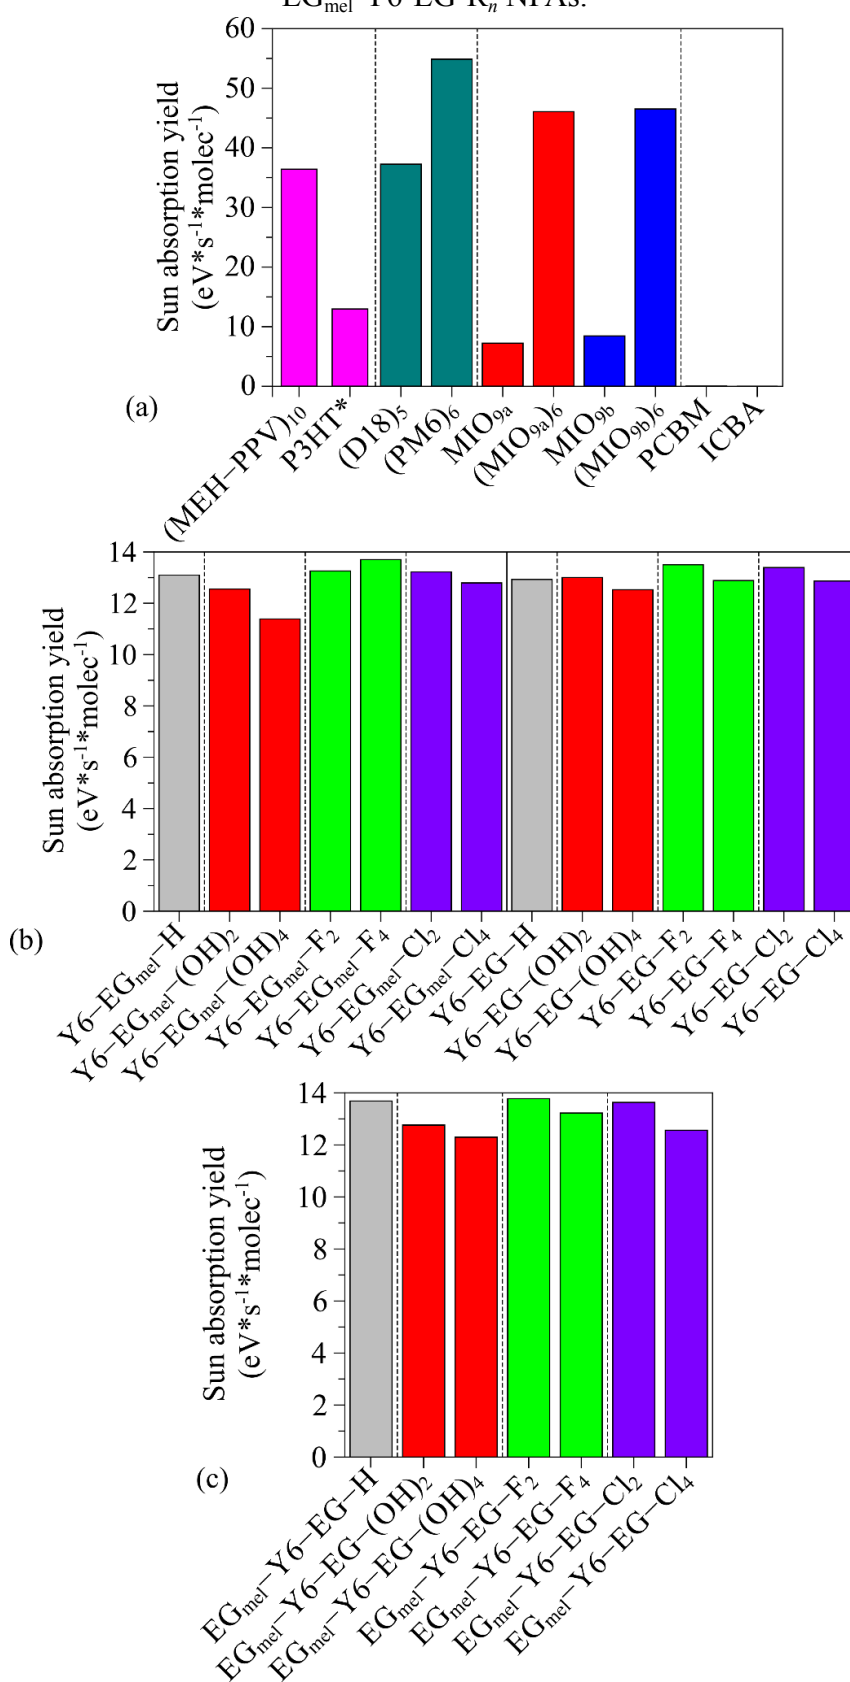 EGmel–Y6-EG–Rn NFAs.
60
50
40
30
20
10
0
Sun absorption yield
(eV*s-1*molec-1)
(MEH–PPV)10
P3HT*
(D18)5
(PM6)6
MIO9a
(MIO9a)6
MIO9b
(MIO9b)6
PCBM
ICBA
(a)
14
12
10
8
6
4
2
0
Sun absorption yield
(eV*s-1*molec-1)
Y6–EGmel–H
Y6–EGmel–(OH)2
Y6–EGmel–(OH)4
Y6–EGmel–F2
Y6–EGmel–F4
Y6–EGmel–Cl2
Y6–EGmel–Cl4
Y6–EG–H
Y6–EG–(OH)2
Y6–EG–(OH)4
Y6–EG–F2
Y6–EG–F4
Y6–EG–Cl2
Y6–EG–Cl4
(b)
14
12
10
8
6
4
2
0
Sun absorption yield
(eV*s-1*molec-1)
EGmel–Y6–EG–H
EGmel–Y6–EG–(OH)2
EGmel–Y6–EG–(OH)4
EGmel–Y6–EG–F2
EGmel–Y6–EG–F4
EGmel–Y6–EG–Cl2
EGmel–Y6–EG–Cl4
(c)